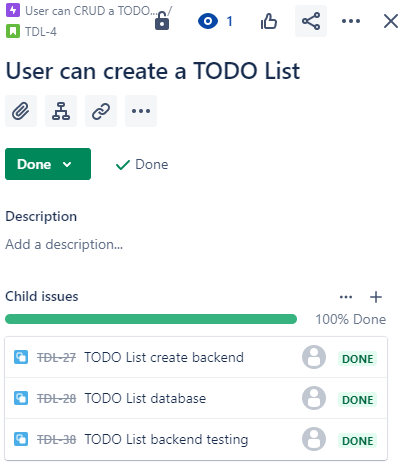 User can CRUD a TODO... /
TDL-4
1
User can create a TODO List
Done
Done
Description
Add a description...
Child issues
100% Done
TDL-27 TODO List create backend DONE
TDL-28 TODO List database DONE
TDL-38 TODO List backend testing DONE